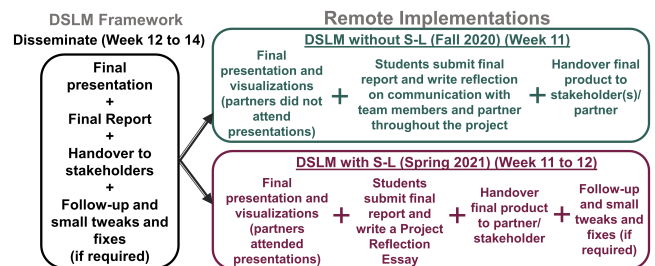 DSLM Framework
Disseminate (Week 12 to 14)
Final
presentation
+
Final Report
+
Handover to
stakeholders
+
Follow-up and
small tweaks and
fixes
(if required)
Remote Implementations
DSLM without S-L (Fall 2020) (Week 11)
Final
presentation and
visualizations
(partners did not
attend
presentations)
+
Students submit final
report and write reflection
on communication with
team members and partner
throughout the project
+
Handover final
product to
stakeholder(s)/
partner
DSLM with S-L (Spring 2021) (Week 11 to 12)
Final
presentation and
visualizations
(partners
attended
presentations)
+
Students
submit final
report and
write a Project
Reflection
Essay
+
Handover
final product
to partner/
stakeholder
+
Follow-up
and small
tweaks and
fixes (if
required)